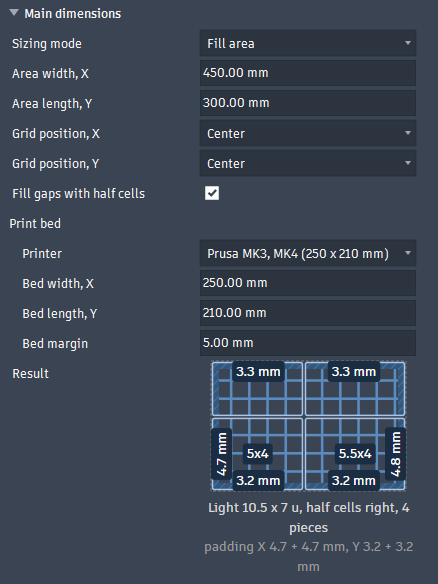 Main dimensions
Sizing mode
Fill area
Area width, X
450.00 mm
Area length, Y
300.00 mm
Grid position, X
Center
Grid position, Y
Center
Fill gaps with half cells
Print bed
Printer
Prusa MK3, MK4 (250 x 210 mm)
Bed width, X
250.00 mm
Bed length, Y
210.00 mm
Bed margin
5.00 mm
Result
3.3 mm
3.3 mm
4.7 mm
5x4
5.5x4
4.8 mm
3.2 mm
3.2 mm
Light 10.5 x 7 u, half cells right, 4
pieces
padding X 4.7 + 4.7 mm, Y 3.2 + 3.2
mm